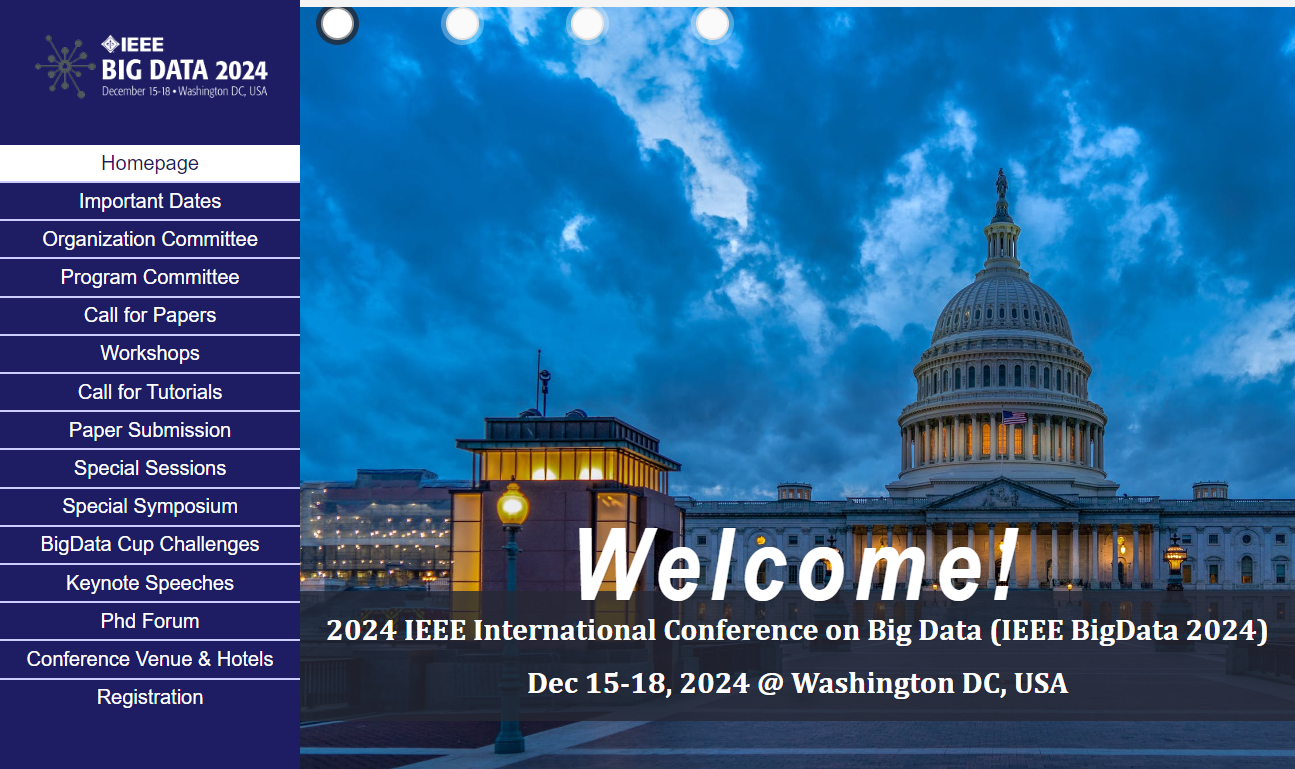 IEEE
BIG DATA 2024
December 15-18 • Washington DC, USA
Homepage
Important Dates
Organization Committee
Program Committee
Call for Papers
Workshops
Call for Tutorials
Paper Submission
Special Sessions
Special Symposium
BigData Cup Challenges
Keynote Speeches
Phd Forum
Conference Venue & Hotels
Registration
Welcome!
2024 IEEE International Conference on Big Data (IEEE BigData 2024)
Dec 15-18, 2024 @ Washington DC, USA